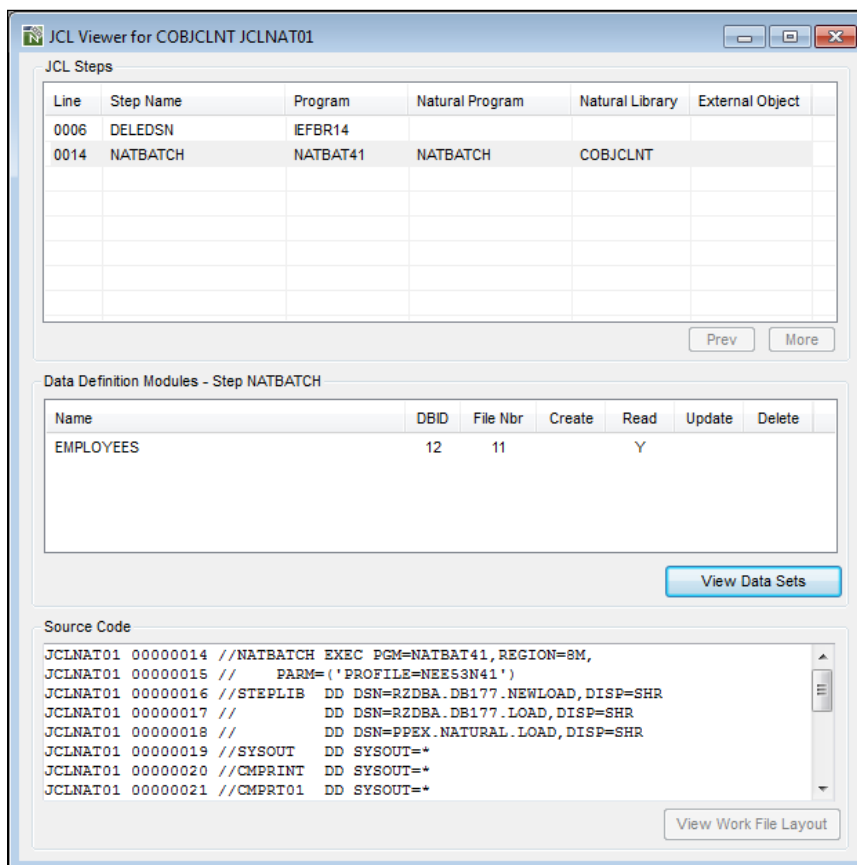 JCL Viewer for COBJCLNT JCLNAT01
JCL Steps
Line Step Name Program Natural Program Natural Library External Object
0006 DELEDSN IEFBR14
0014 NATBATCH NATBAT41 NATBATCH COBJCLNT
Prev More
Data Definition Modules - Step NATBATCH
Name DBID File Nbr Create Read Update Delete
EMPLOYEES 12 11 Y
View Data Sets
Source Code
JCLNAT01 00000014 //NATBATCH EXEC PGM=NATBAT41,REGION=8M,
JCLNAT01 00000015 //     PARM=('PROFILE=NEE53N41')
JCLNAT01 00000016 //STEPLIB  DD DSN=RZDBA.DB177.NEWLOAD,DISP=SHR
JCLNAT01 00000017 //         DD DSN=RZDBA.DB177.LOAD,DISP=SHR
JCLNAT01 00000018 //         DD DSN=PPEX.NATURAL.LOAD,DISP=SHR
JCLNAT01 00000019 //SYSOUT   DD SYSOUT=*
JCLNAT01 00000020 //CMPRINT  DD SYSOUT=*
JCLNAT01 00000021 //CMPRT01  DD SYSOUT=*
View Work File Layout